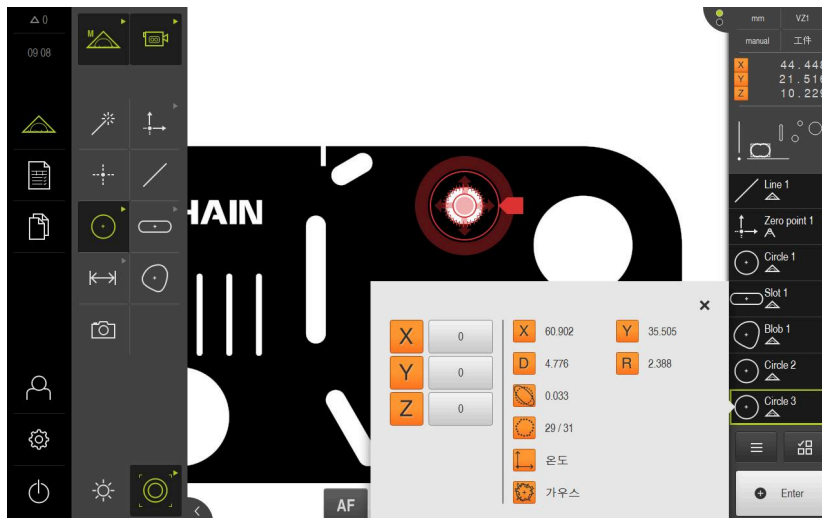 0
09 08
M
HAIN
mm
VZ1
manual
工件
X 44.448
Y 21.516
Z 10.229
Line 1
Zero point 1
Circle 1
Slot 1
Blob 1
Circle 2
Circle 3
X 0
Y 0
Z 0
X 60.902
Y 35.505
D 4.776
R 2.388
0.033
29 / 31
온도
가우스
AF
Enter